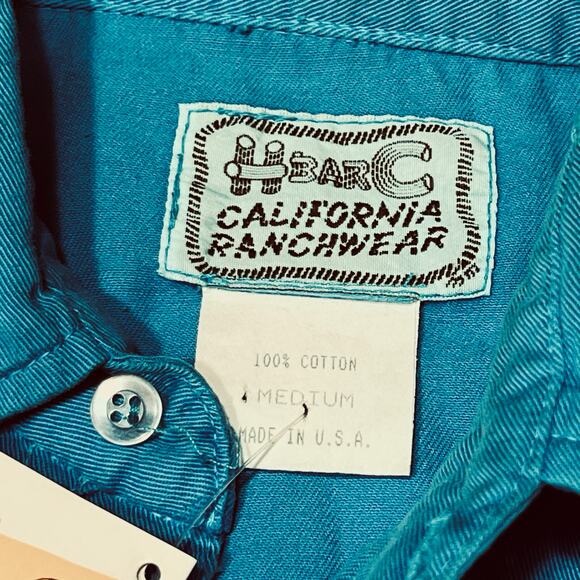 H BAR C
CALIFORNIA
RANCHWEAR
100% COTTON
MEDIUM
MADE IN U.S.A.